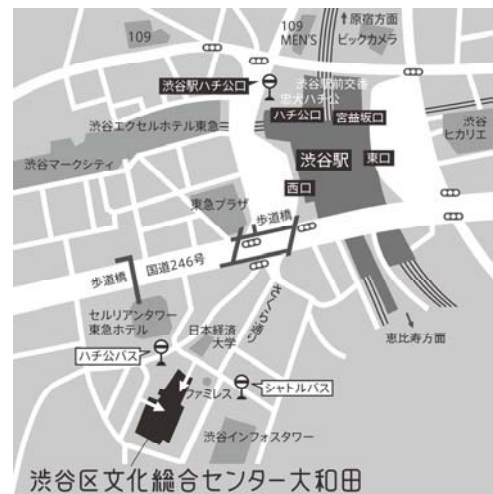 109
109
MEN'S
↑原宿方面
ビックカメラ
渋谷駅ハチ公口
渋谷駅前交番
忠犬ハチ公
ハチ公口
宮益坂口
渋谷エクセルホテル東急
渋谷
ヒカリエ
渋谷マークシティ
渋谷駅
東口
西口
東急プラザ
歩道橋
国道246号
歩道橋
さくら通り
セルリアンタワー
東急ホテル
日本経済
大学
恵比寿方面
ハチ公バス
ファミレス
シャトルバス
渋谷インフォスタワー
渋谷区文化総合センター大和田